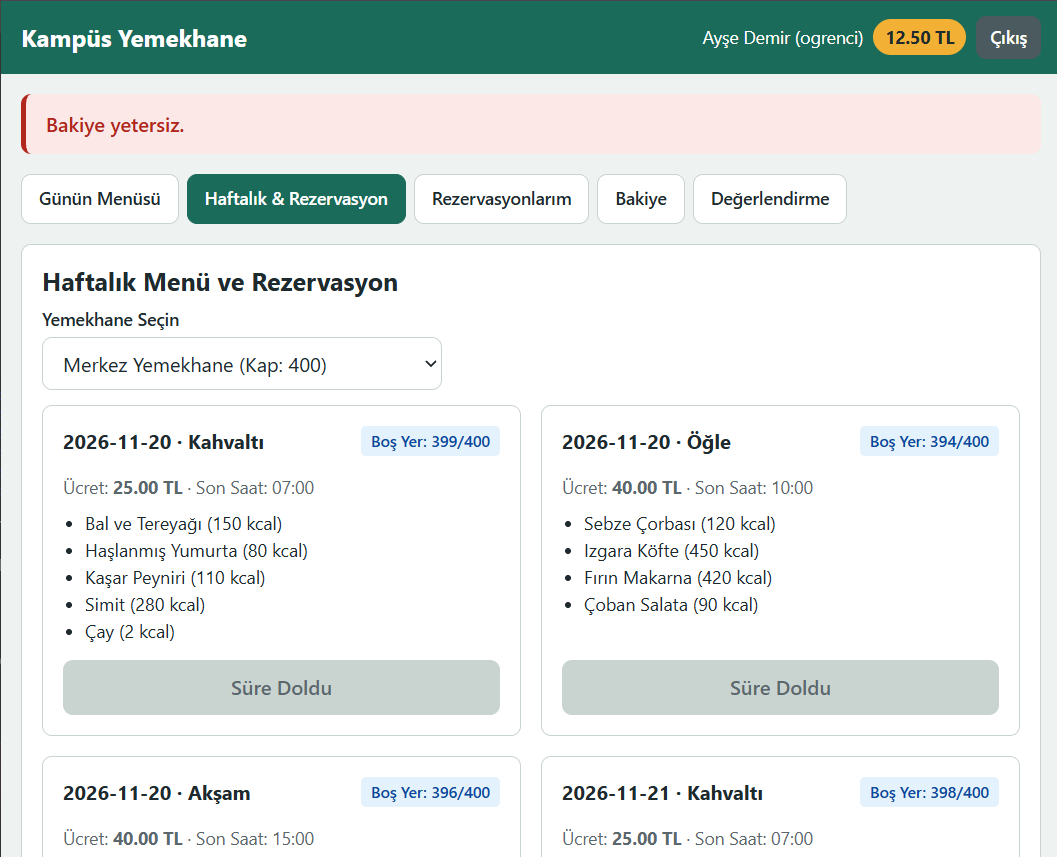 Kampüs Yemekhane
Ayşe Demir (ogrenci) 12.50 TL Çıkış
Bakiye yetersiz.
Günün Menüsü Haftalık & Rezervasyon Rezervasyonlarım Bakiye Değerlendirme
Haftalık Menü ve Rezervasyon
Yemekhane Seçin
Merkez Yemekhane (Kap: 400)
2026-11-20 · Kahvaltı Boş Yer: 399/400
Ücret: 25.00 TL · Son Saat: 07:00
• Bal ve Tereyağı (150 kcal)
• Haşlanmış Yumurta (80 kcal)
• Kaşar Peyniri (110 kcal)
• Simit (280 kcal)
• Çay (2 kcal)
Süre Doldu
2026-11-20 · Öğle Boş Yer: 394/400
Ücret: 40.00 TL · Son Saat: 10:00
• Sebze Çorbası (120 kcal)
• Izgara Köfte (450 kcal)
• Fırın Makarna (420 kcal)
• Çoban Salata (90 kcal)
Süre Doldu
2026-11-20 · Akşam Boş Yer: 396/400
Ücret: 40.00 TL · Son Saat: 15:00
2026-11-21 · Kahvaltı Boş Yer: 398/400
Ücret: 25.00 TL · Son Saat: 07:00